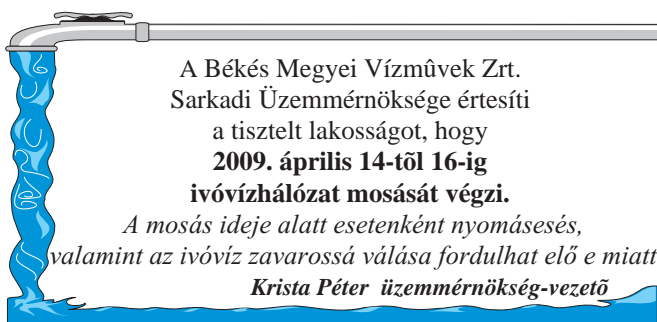 A Békés Megyei Vízmûvek Zrt.
Sarkadi Üzemmérnöksége értesíti
a tisztelt lakosságot, hogy
2009. április 14-tõl 16-ig
ivóvízhálózat mosását végzi.
A mosás ideje alatt esetenként nyomásesés,
valamint az ivóvíz zavarossá válása fordulhat elő e miatt
Krista Péter üzemmérnökség-vezetõ